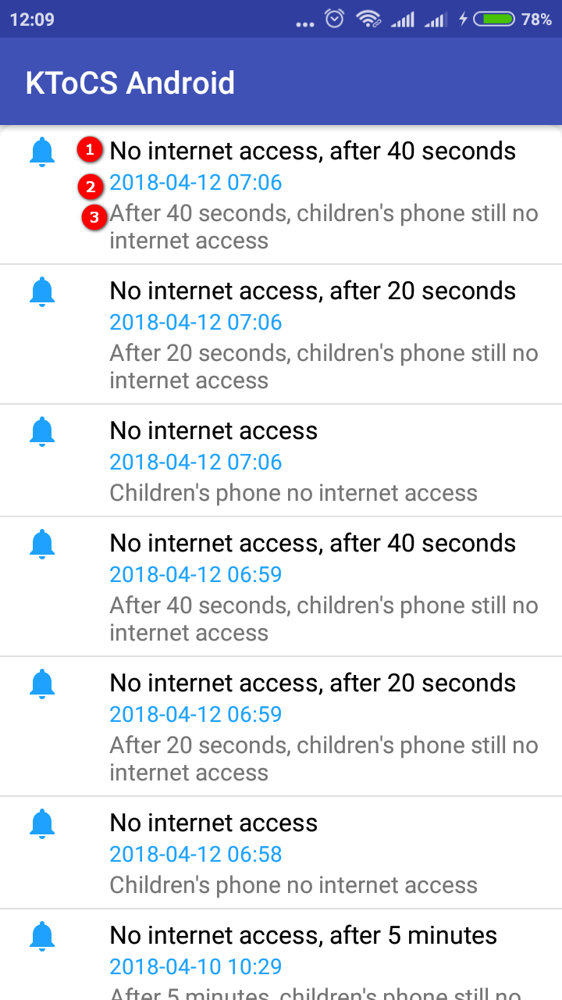 12:09 78%
KToCS Android
1 No internet access, after 40 seconds
2 2018-04-12 07:06
3 After 40 seconds, children's phone still no
internet access
No internet access, after 20 seconds
2018-04-12 07:06
After 20 seconds, children's phone still no
internet access
No internet access
2018-04-12 07:06
Children's phone no internet access
No internet access, after 40 seconds
2018-04-12 06:59
After 40 seconds, children's phone still no
internet access
No internet access, after 20 seconds
2018-04-12 06:59
After 20 seconds, children's phone still no
internet access
No internet access
2018-04-12 06:58
Children's phone no internet access
No internet access, after 5 minutes
2018-04-10 10:29
After 5 minutes, children's phone still no